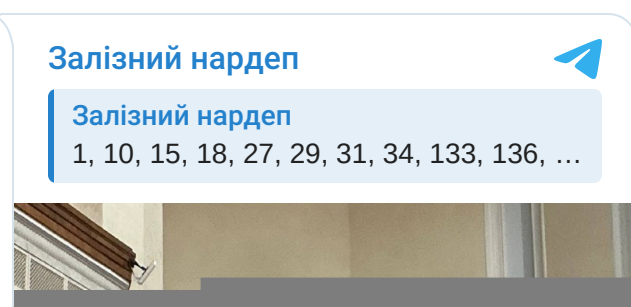 Залізний нардеп
Залізний нардеп
1, 10, 15, 18, 27, 29, 31, 34, 133, 136, …